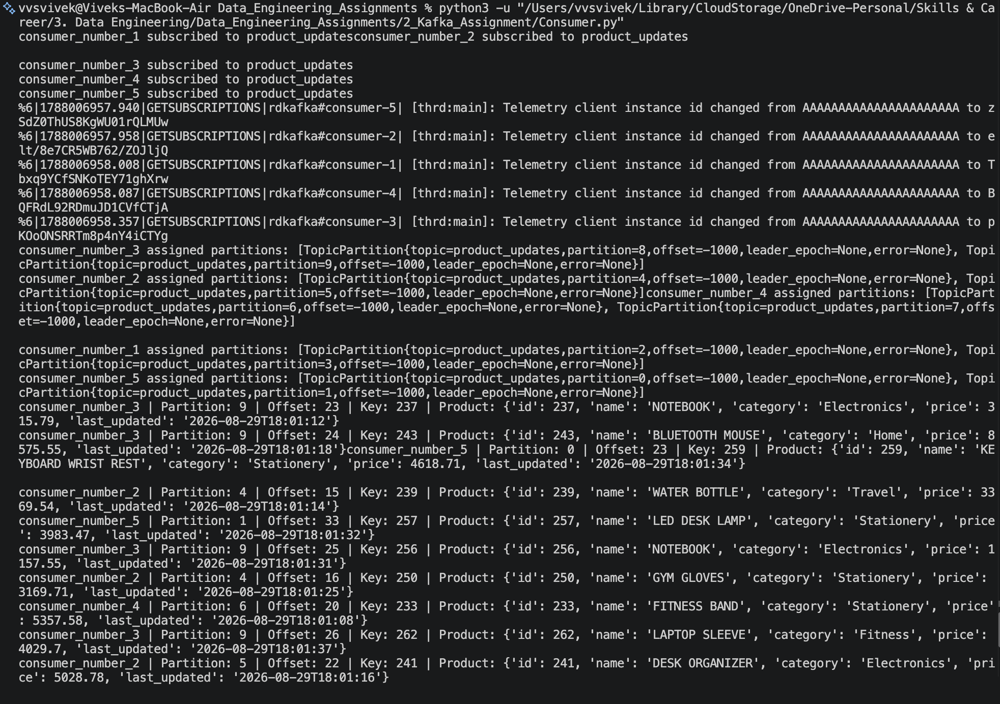 vvsvivek@Viveks-MacBook-Air Data_Engineering_Assignments % python3 -u "/Users/vvsvivek/Library/CloudStorage/OneDrive-Personal/Skills & Ca
reer/3. Data Engineering/Data_Engineering_Assignments/2_Kafka_Assignment/Consumer.py"
consumer_number_1 subscribed to product_updatesconsumer_number_2 subscribed to product_updates
consumer_number_3 subscribed to product_updates
consumer_number_4 subscribed to product_updates
consumer_number_5 subscribed to product_updates
%6|1788006957.940|GETSUBSCRIPTIONS|rdkafka#consumer-5| [thrd:main]: Telemetry client instance id changed from AAAAAAAAAAAAAAAAAAAAAA to z
SdZ0ThUS8KgWU01rQLMUw
%6|1788006957.958|GETSUBSCRIPTIONS|rdkafka#consumer-2| [thrd:main]: Telemetry client instance id changed from AAAAAAAAAAAAAAAAAAAAAA to e
lt/8e7CR5WB762/ZOJljQ
%6|1788006958.008|GETSUBSCRIPTIONS|rdkafka#consumer-1| [thrd:main]: Telemetry client instance id changed from AAAAAAAAAAAAAAAAAAAAAA to T
bxq9YCfSNKoTEY71ghXrw
%6|1788006958.087|GETSUBSCRIPTIONS|rdkafka#consumer-4| [thrd:main]: Telemetry client instance id changed from AAAAAAAAAAAAAAAAAAAAAA to B
QFRdL92RDmuJD1CVfCTjA
%6|1788006958.357|GETSUBSCRIPTIONS|rdkafka#consumer-3| [thrd:main]: Telemetry client instance id changed from AAAAAAAAAAAAAAAAAAAAAA to p
KOoONSRRTm8p4nY4iCTYg
consumer_number_3 assigned partitions: [TopicPartition{topic=product_updates,partition=8,offset=-1000,leader_epoch=None,error=None}, Topi
cPartition{topic=product_updates,partition=9,offset=-1000,leader_epoch=None,error=None}]
consumer_number_2 assigned partitions: [TopicPartition{topic=product_updates,partition=4,offset=-1000,leader_epoch=None,error=None}, Topi
cPartition{topic=product_updates,partition=5,offset=-1000,leader_epoch=None,error=None}]consumer_number_4 assigned partitions: [TopicPart
ition{topic=product_updates,partition=6,offset=-1000,leader_epoch=None,error=None}, TopicPartition{topic=product_updates,partition=7,offs
et=-1000,leader_epoch=None,error=None}]
consumer_number_1 assigned partitions: [TopicPartition{topic=product_updates,partition=2,offset=-1000,leader_epoch=None,error=None}, Topi
cPartition{topic=product_updates,partition=3,offset=-1000,leader_epoch=None,error=None}]
consumer_number_5 assigned partitions: [TopicPartition{topic=product_updates,partition=0,offset=-1000,leader_epoch=None,error=None}, Topi
cPartition{topic=product_updates,partition=1,offset=-1000,leader_epoch=None,error=None}]
consumer_number_3 | Partition: 9 | Offset: 23 | Key: 237 | Product: {'id': 237, 'name': 'NOTEBOOK', 'category': 'Electronics', 'price': 3
15.79, 'last_updated': '2026-08-29T18:01:12'}
consumer_number_3 | Partition: 9 | Offset: 24 | Key: 243 | Product: {'id': 243, 'name': 'BLUETOOTH MOUSE', 'category': 'Home', 'price': 8
575.55, 'last_updated': '2026-08-29T18:01:18'}consumer_number_5 | Partition: 0 | Offset: 23 | Key: 259 | Product: {'id': 259, 'name': 'KE
YBOARD WRIST REST', 'category': 'Stationery', 'price': 4618.71, 'last_updated': '2026-08-29T18:01:34'}
consumer_number_2 | Partition: 4 | Offset: 15 | Key: 239 | Product: {'id': 239, 'name': 'WATER BOTTLE', 'category': 'Travel', 'price': 33
69.54, 'last_updated': '2026-08-29T18:01:14'}
consumer_number_5 | Partition: 1 | Offset: 33 | Key: 257 | Product: {'id': 257, 'name': 'LED DESK LAMP', 'category': 'Stationery', 'price
': 3983.47, 'last_updated': '2026-08-29T18:01:32'}
consumer_number_3 | Partition: 9 | Offset: 25 | Key: 256 | Product: {'id': 256, 'name': 'NOTEBOOK', 'category': 'Electronics', 'price': 1
157.55, 'last_updated': '2026-08-29T18:01:31'}
consumer_number_2 | Partition: 4 | Offset: 16 | Key: 250 | Product: {'id': 250, 'name': 'GYM GLOVES', 'category': 'Stationery', 'price': 
3169.71, 'last_updated': '2026-08-29T18:01:25'}
consumer_number_4 | Partition: 6 | Offset: 20 | Key: 233 | Product: {'id': 233, 'name': 'FITNESS BAND', 'category': 'Stationery', 'price'
: 5357.58, 'last_updated': '2026-08-29T18:01:08'}
consumer_number_3 | Partition: 9 | Offset: 26 | Key: 262 | Product: {'id': 262, 'name': 'LAPTOP SLEEVE', 'category': 'Fitness', 'price': 
4029.7, 'last_updated': '2026-08-29T18:01:37'}
consumer_number_2 | Partition: 5 | Offset: 22 | Key: 241 | Product: {'id': 241, 'name': 'DESK ORGANIZER', 'category': 'Electronics', 'pri
ce': 5028.78, 'last_updated': '2026-08-29T18:01:16'}